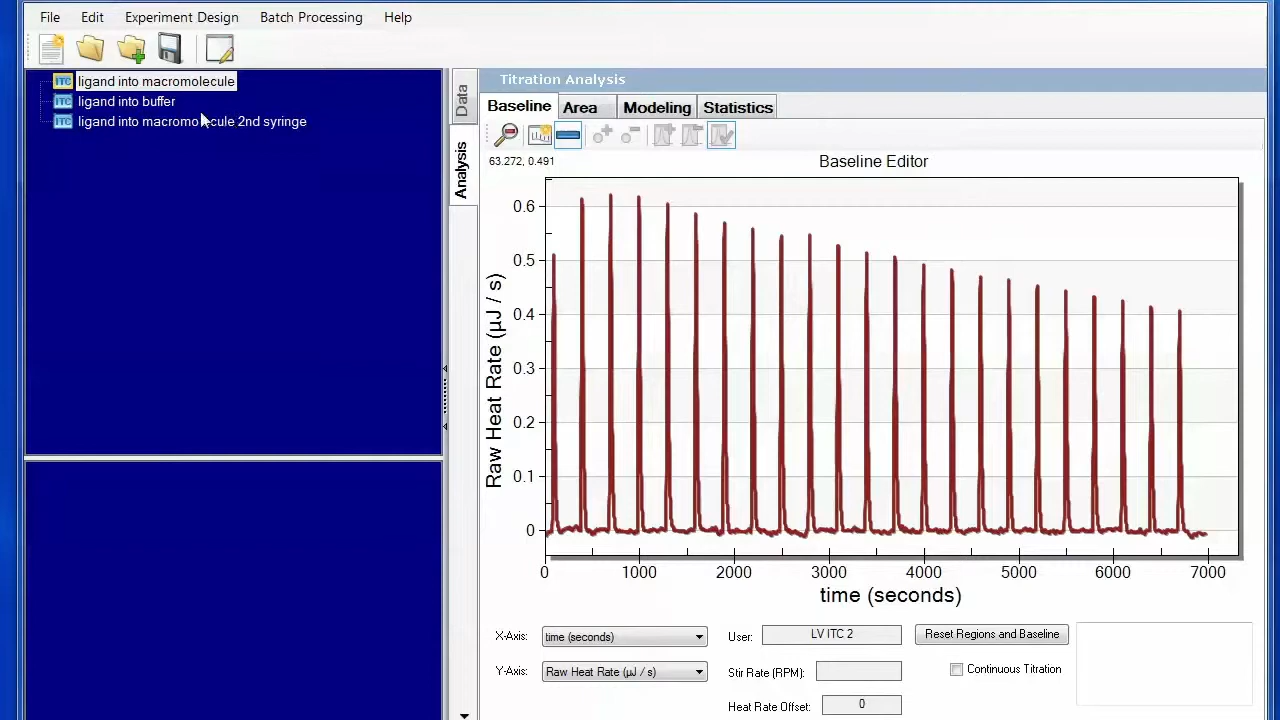 File Edit Experiment Design Batch Processing Help
ITC ligand into macromolecule
ITC ligand into buffer
ITC ligand into macromolecule 2nd syringe
Data
Analysis
Titration Analysis
Baseline Area Modeling Statistics
63.272, 0.491
Baseline Editor
Raw Heat Rate (µJ / s)
0.6
0.5
0.4
0.3
0.2
0.1
0
0 1000 2000 3000 4000 5000 6000 7000
time (seconds)
X-Axis: time (seconds) User: LV ITC 2 Reset Regions and Baseline
Y-Axis: Raw Heat Rate (µJ / s) Stir Rate (RPM): Continuous Titration
Heat Rate Offset: 0